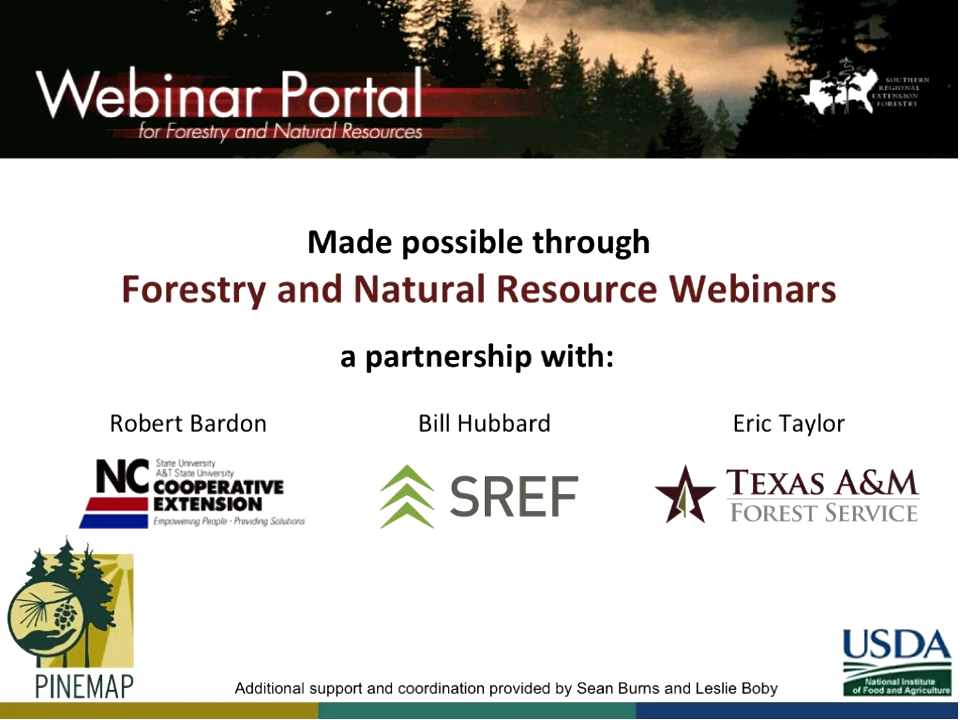 Webinar Portal
for Forestry and Natural Resources
SOUTHERN
REGIONAL
EXTENSION
FORESTRY
Made possible through
Forestry and Natural Resource Webinars
a partnership with:
Robert Bardon
Bill Hubbard
Eric Taylor
NC State University
A&T State University
COOPERATIVE
EXTENSION
Empowering People · Providing Solutions
SREF
TEXAS A&M
FOREST SERVICE
PINEMAP
Additional support and coordination provided by Sean Burns and Leslie Boby
USDA
National Institute
of Food and Agriculture